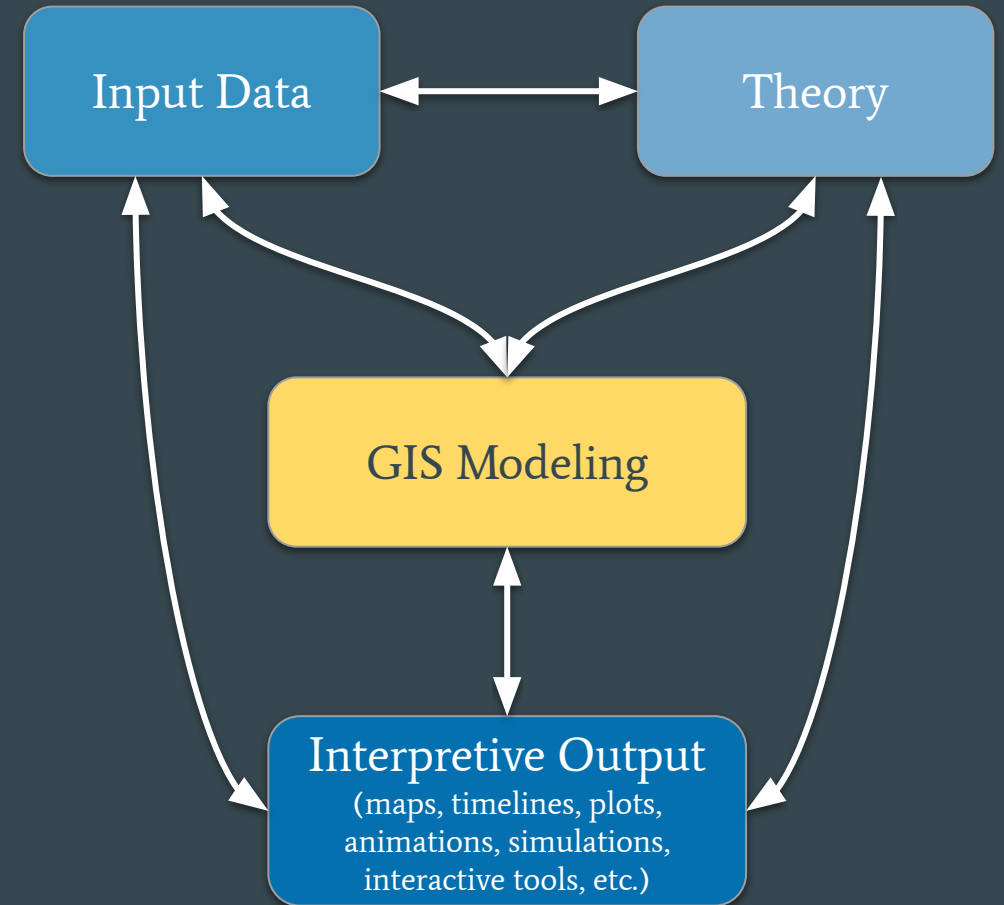 Input Data
Theory
GIS Modeling
Interpretive Output
(maps, timelines, plots,
animations, simulations,
interactive tools, etc.)